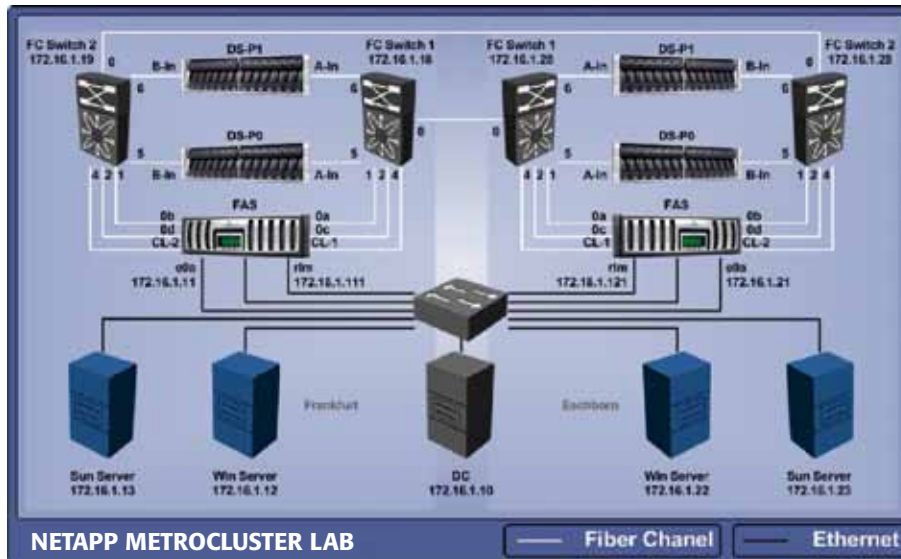 FC Switch 2
172.16.1.19
0
DS-P1
FC Switch 1
172.16.1.18
FC Switch 1
172.16.1.28
DS-P1
0
FC Switch 2
172.16.1.29
B-In
A-In
A-In
B-In
6
6
6
6
0
0
DS-P0
DS-P0
5
5
5
5
4 2 1
B-In
A-In
1 2 4
4 2 1
A-In
B-In
1 2 4
FAS
FAS
0b
0a
0a
0b
0d
0c
0c
0d
CL-2
CL-1
CL-1
CL-2
e0a
172.16.1.11
rlm
172.16.1.111
rlm
172.16.1.121
e0a
172.16.1.21
Frankfurt
Eschborn
Sun Server
172.16.1.13
Win Server
172.16.1.12
DC
172.16.1.10
Win Server
172.16.1.22
Sun Server
172.16.1.23
NETAPP METROCLUSTER LAB
Fiber Chanel
Ethernet